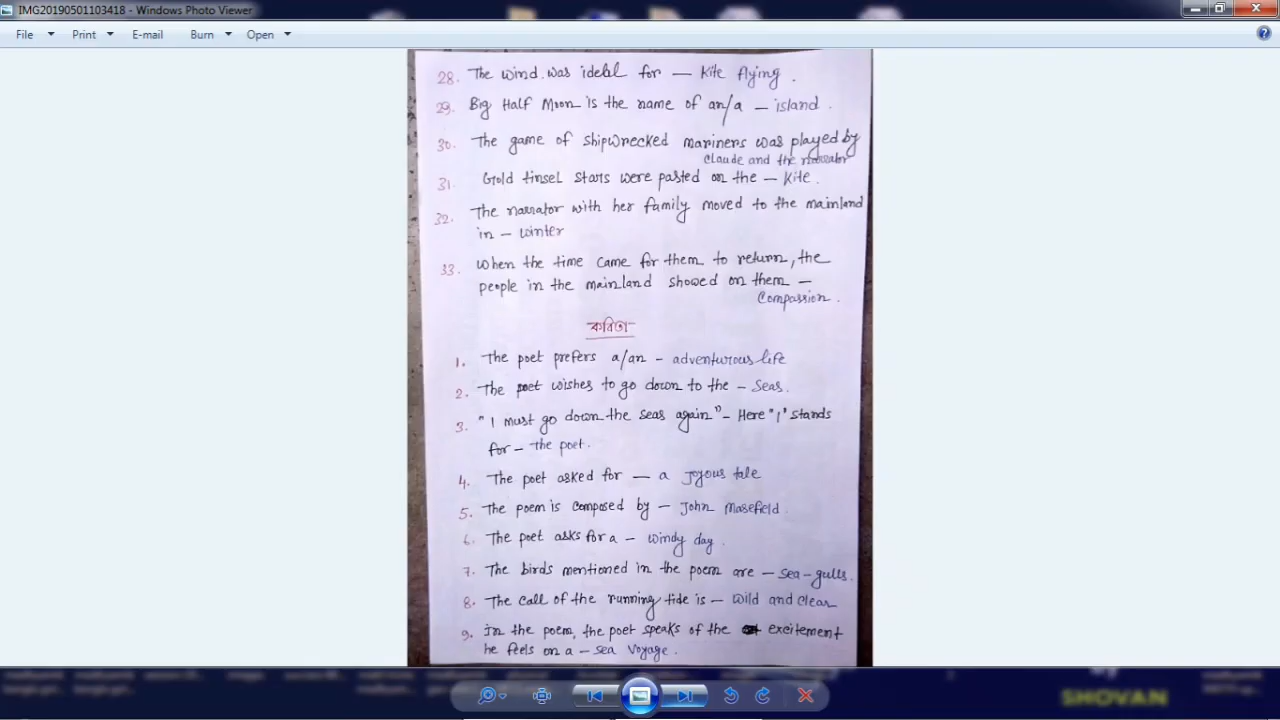 IMG20190501103418 - Windows Photo Viewer
File Print E-mail Burn Open
28. The wind was ideal for — Kite flying.
29. Big Half Moon is the name of an/a — island.
30. The game of shipwrecked mariners was played by
Claude and the narrator
31. Gold tinsel stars were pasted on the — Kite.
32. The narrator with her family moved to the mainland
in — winter
33. When the time came for them to return, the
people in the mainland showed on them —
Compassion.
কবিতা
1. The poet prefers a/an - adventurous life
2. The poet wishes to go down to the - Seas.
3. "I must go down the seas again" - Here "I" stands
for - the poet.
4. The poet asked for — a Joyous tale
5. The poem is composed by - John Masefield.
6. The poet asks for a - windy day.
7. The birds mentioned in the poem are - sea-gulls.
8. The call of the running tide is - wild and clear
9. in the poem, the poet speaks of the excitement
he feels on a - sea voyage.
SHOVAN